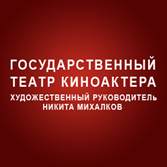 ГОСУДАРСТВЕННЫЙ
ТЕАТР КИНОАКТЕРА
ХУДОЖЕСТВЕННЫЙ РУКОВОДИТЕЛЬ
НИКИТА МИХАЛКОВ